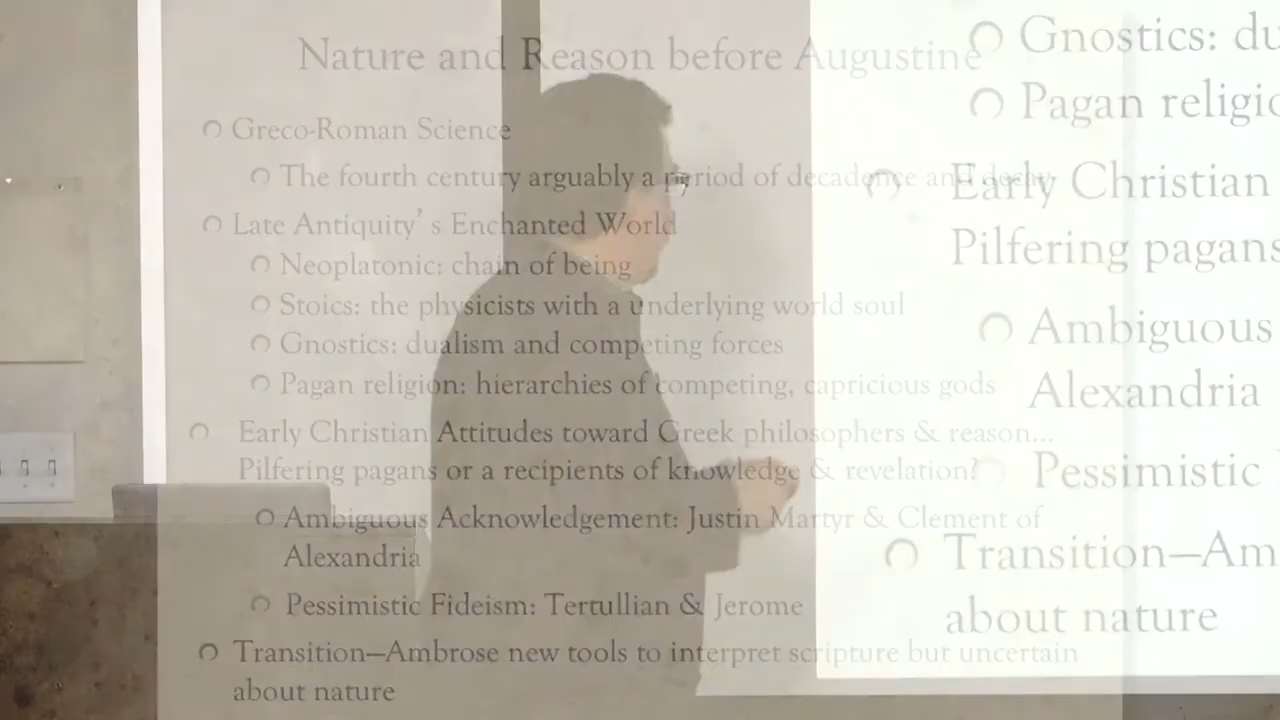 Nature and Reason before Augustine
Greco-Roman Science
The fourth century arguably a period of decadence and decay
Late Antiquity's Enchanted World
Neoplatonic: chain of being
Stoics: the physicists with a underlying world soul
Gnostics: dualism and competing forces
Pagan religion: hierarchies of competing, capricious gods
Early Christian Attitudes toward Greek philosophers & reason...
Pilfering pagans or a recipients of knowledge & revelation?
Ambiguous Acknowledgement: Justin Martyr & Clement of
Alexandria
Pessimistic Fideism: Tertullian & Jerome
Transition—Ambrose new tools to interpret scripture but uncertain
about nature
Gnostics: du
Pagan religio
Early Christian
Pilfering pagans
Ambiguous
Alexandria
Pessimistic
Transition—Am
about nature